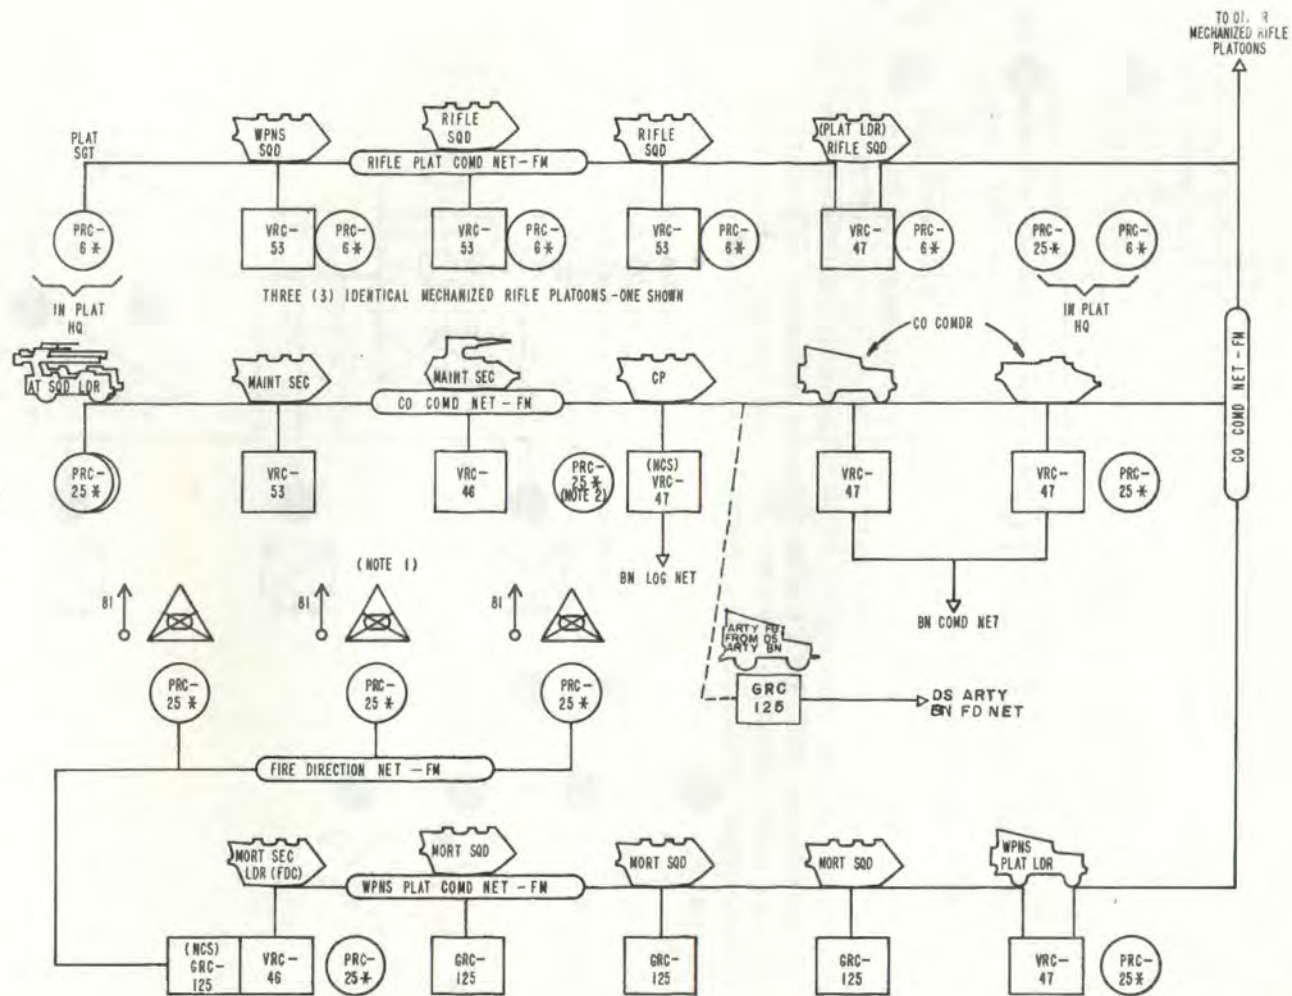 TO
MECHANIZED RIFLE
PLATOONS
PLAT
SGT
WPNS
SQD
RIFLE
SQD
RIFLE
SQD
(PLAT LDR)
RIFLE SQD
RIFLE PLAT COMD NET-FM
PRC-
6*
VRC-
53
PRC-
6*
VRC-
53
PRC-
6*
VRC-
53
PRC-
6*
VRC-
47
PRC-
6*
PRC-
25*
PRC-
6*
THREE (3) IDENTICAL MECHANIZED RIFLE PLATOONS-ONE SHOWN
IN PLAT
HQ
IN PLAT
HQ
CO COMDR
CO COMD NET-FM
AT SQD LDR
MAINT SEC
MAINT SEC
CP
CO COMD NET-FM
PRC-
25*
VRC-
53
VRC-
46
PRC-
25*
(NOTE 2)
(NCS)
VRC-
47
VRC-
47
VRC-
47
PRC-
25*
BN LOG NET
BN COMD NET
(NOTE 1)
81
81
81
PRC-
25*
PRC-
25*
PRC-
25*
ARTY
FROM DS
ARTY BN
GRC
125
DS ARTY
BN FD NET
FIRE DIRECTION NET-FM
MORT SEC
LDR (FDC)
MORT SQD
MORT SQD
MORT SQD
WPNS
PLAT LDR
WPNS PLAT COMD NET-FM
(NCS)
GRC-
125
VRC-
46
PRC-
25*
GRC-
125
GRC-
125
GRC-
125
VRC-
47
PRC-
25*